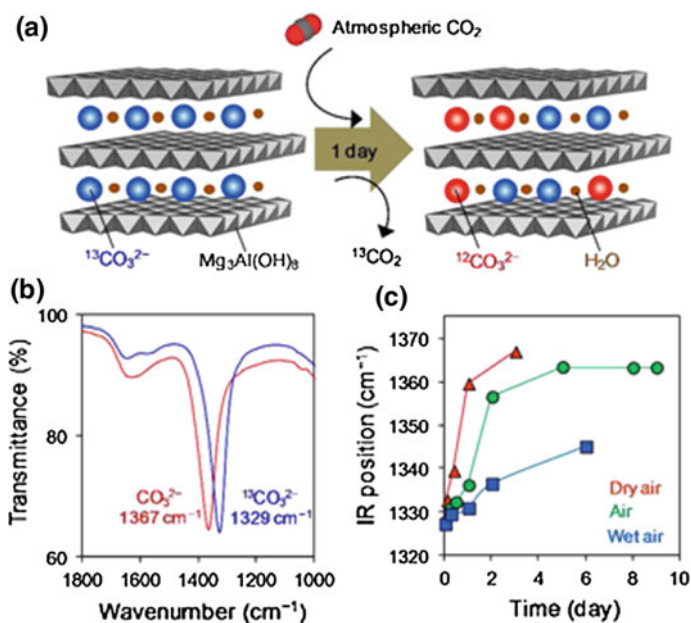 (a)
Atmospheric CO₂
1 day
¹³CO₃²⁻
Mg₃Al(OH)₈
¹³CO₂
¹²CO₃²⁻
H₂O
(b)
100
80
60
Transmittance (%)
CO₃²⁻
1367 cm⁻¹
¹³CO₃²⁻
1329 cm⁻¹
1800
1600
1400
1200
1000
Wavenumber (cm⁻¹)
(c)
1370
1360
1350
1340
1330
1320
IR position (cm⁻¹)
Dry air
Air
Wet air
0
2
4
6
8
10
Time (day)